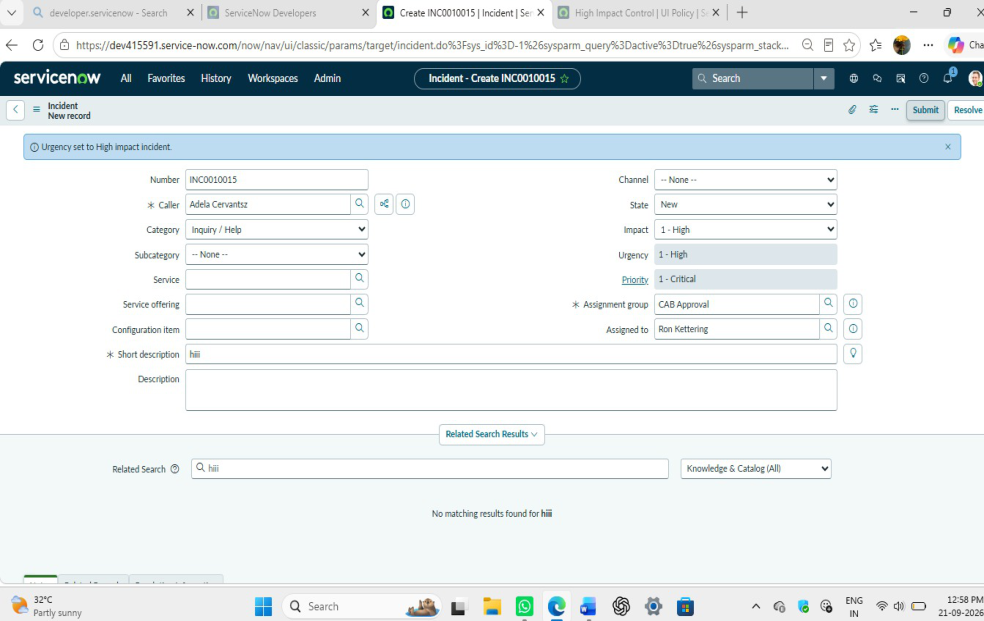 developer.servicenow - Search
ServiceNow Developers
Create INC0010015 | Incident | Ser
High Impact Control | UI Policy | S
https://dev415591.service-now.com/now/nav/ui/classic/params/target/incident.do%3Fsys_id%3D-1%26sysparm_query%3Dactive%3Dtrue%26sysparm_stack...
Cha
servicenow
All
Favorites
History
Workspaces
Admin
Incident - Create INC0010015
Search
1
Incident
New record
Submit
Resolve
Urgency set to High impact incident.
Number INC0010015
Channel -- None --
Caller Adela Cervantsz
State New
Category Inquiry / Help
Impact 1 - High
Subcategory -- None --
Urgency 1 - High
Service
Priority 1 - Critical
Service offering
Assignment group CAB Approval
Configuration item
Assigned to Ron Kettering
Short description hiii
Description
Related Search Results
Related Search hiii
Knowledge & Catalog (All)
No matching results found for hiii
32°C
Partly sunny
Search
ENG
IN
12:58 PM
21-09-2026